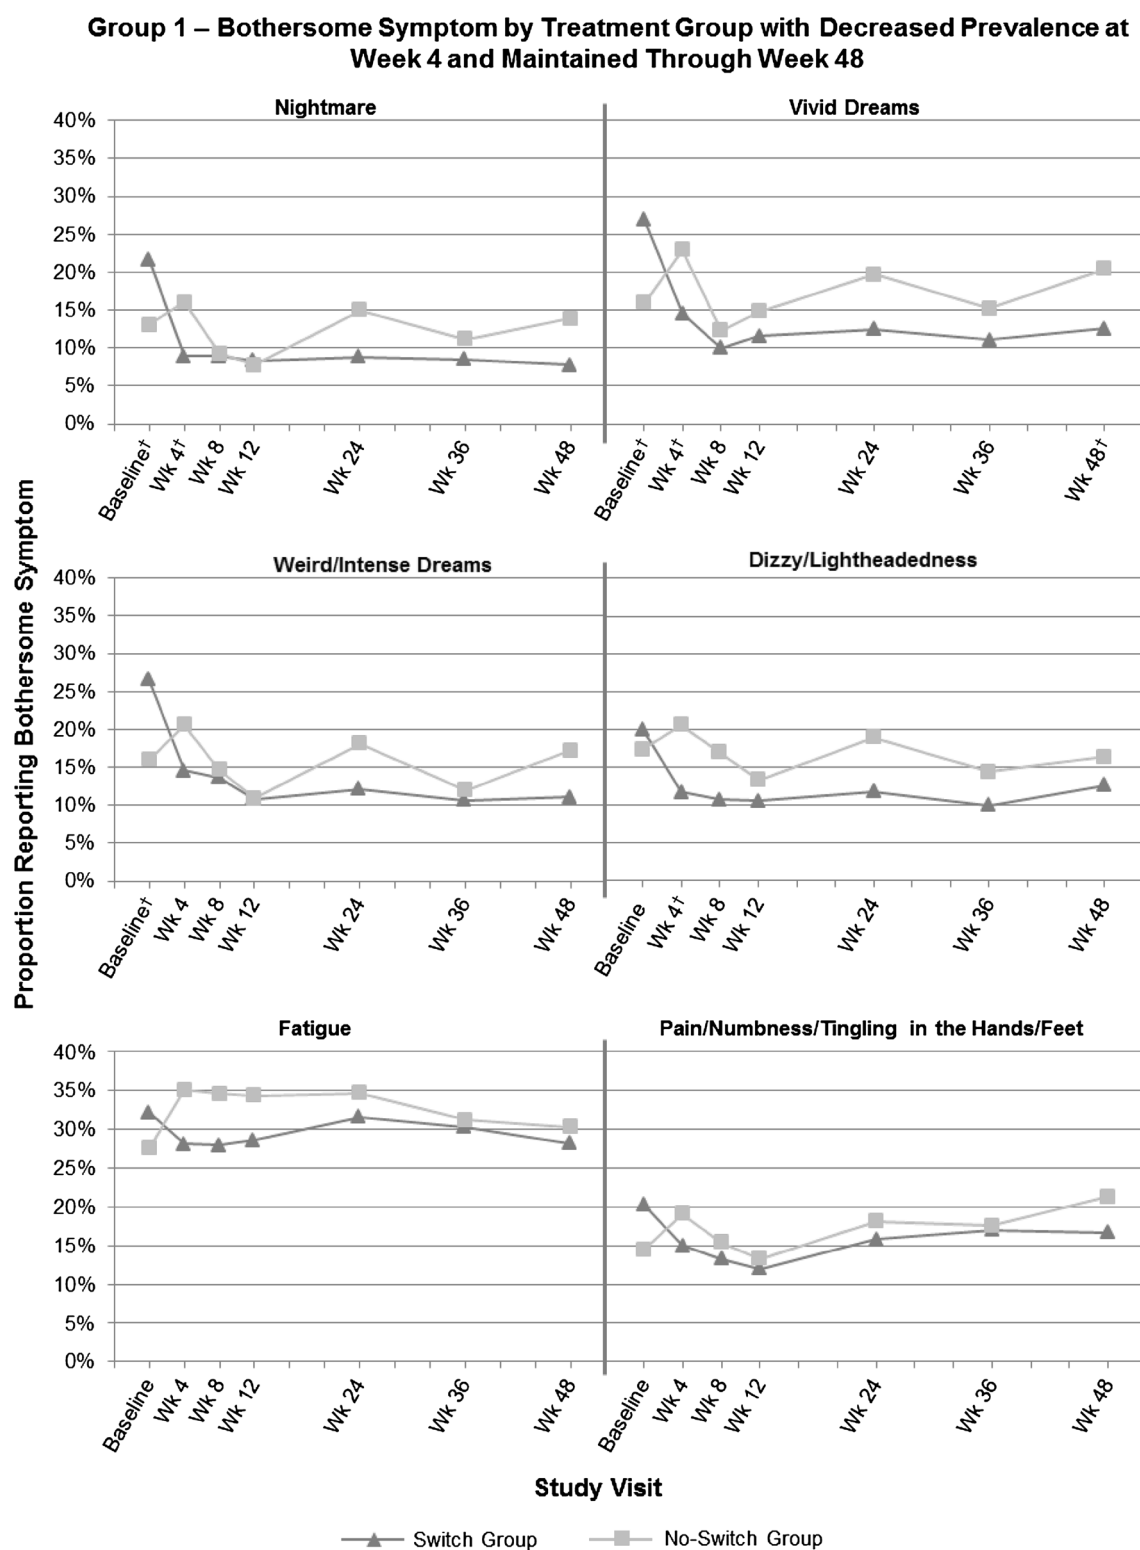 Group 1 – Bothersome Symptom by Treatment Group with Decreased Prevalence at
Week 4 and Maintained Through Week 48
Proportion Reporting Bothersome Symptom
Nightmare
40%
35%
30%
25%
20%
15%
10%
5%
0%
Baseline† Wk 4† Wk 8 Wk 12 Wk 24 Wk 36 Wk 48
Vivid Dreams
Baseline† Wk 4† Wk 8 Wk 12 Wk 24 Wk 36 Wk 48†
Weird/Intense Dreams
40%
35%
30%
25%
20%
15%
10%
5%
0%
Baseline† Wk 4 Wk 8 Wk 12 Wk 24 Wk 36 Wk 48
Dizzy/Lightheadedness
Baseline Wk 4† Wk 8 Wk 12 Wk 24 Wk 36 Wk 48
Fatigue
40%
35%
30%
25%
20%
15%
10%
5%
0%
Baseline Wk 4 Wk 8 Wk 12 Wk 24 Wk 36 Wk 48
Pain/Numbness/Tingling in the Hands/Feet
Baseline Wk 4 Wk 8 Wk 12 Wk 24 Wk 36 Wk 48
Study Visit
Switch Group No-Switch Group